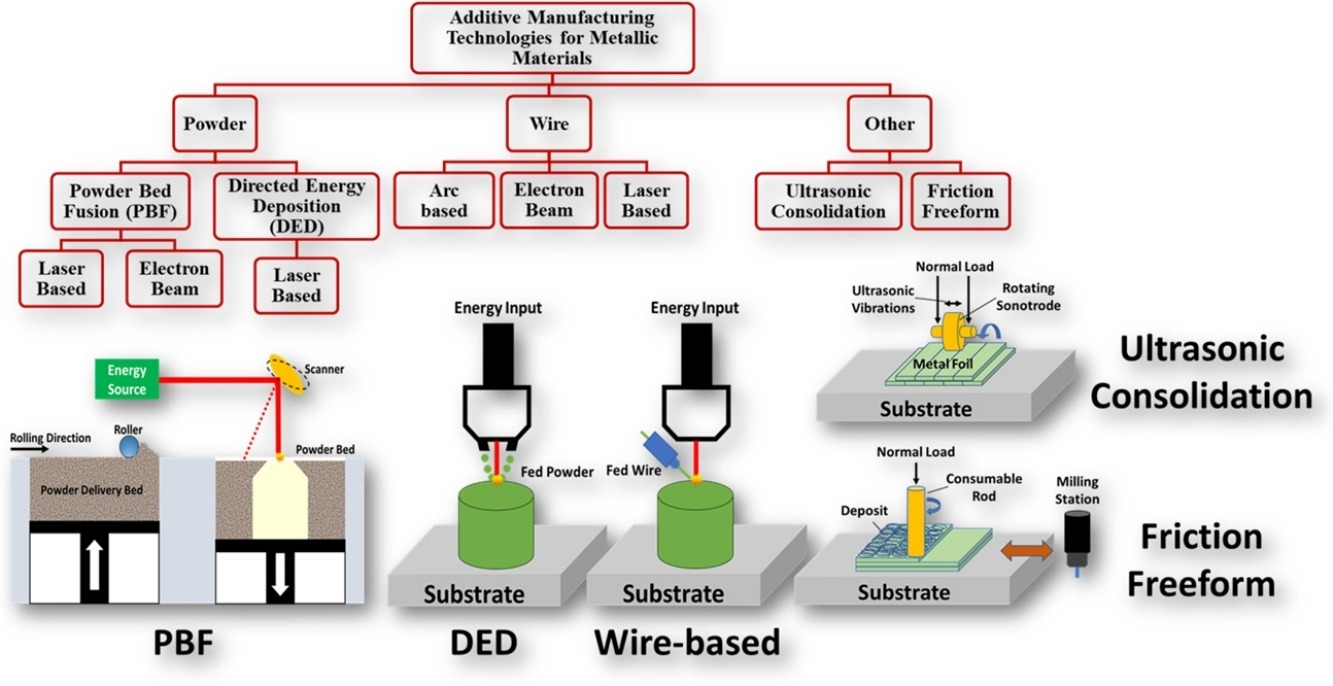 Additive Manufacturing
Technologies for Metallic
Materials
Powder
Wire
Other
Powder Bed
Fusion (PBF)
Directed Energy
Deposition
(DED)
Arc
based
Electron
Beam
Laser
Based
Ultrasonic
Consolidation
Friction
Freeform
Laser
Based
Electron
Beam
Laser
Based
Energy
Source
Scanner
Rolling Direction
Roller
Powder Bed
Powder Delivery Bed
PBF
Energy Input
Fed Powder
Substrate
DED
Energy Input
Fed Wire
Substrate
Wire-based
Normal Load
Ultrasonic
Vibrations
Rotating
Sonotrode
Metal Foil
Substrate
Ultrasonic
Consolidation
Normal Load
Consumable
Rod
Deposit
Milling
Station
Substrate
Friction
Freeform